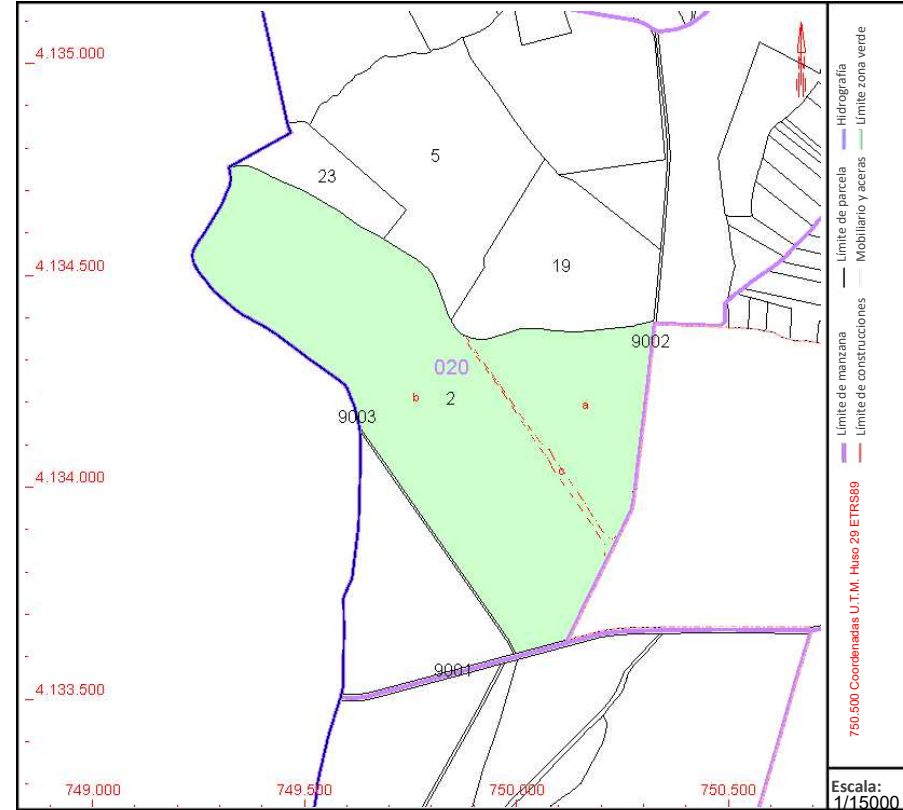 4.135.000
5
23
4.134.500
19
9002
020
b
2
a
9003
c
4.134.000
9001
4.133.500
749.000
749.500
750.000
750.500
Límite de manzana
Límite de parcela
Hidrografía
Límite de construcciones
Mobiliario y aceras
Límite zona verde
750.500 Coordenadas U.T.M. Huso 29 ETRS89
Escala:
1/15000